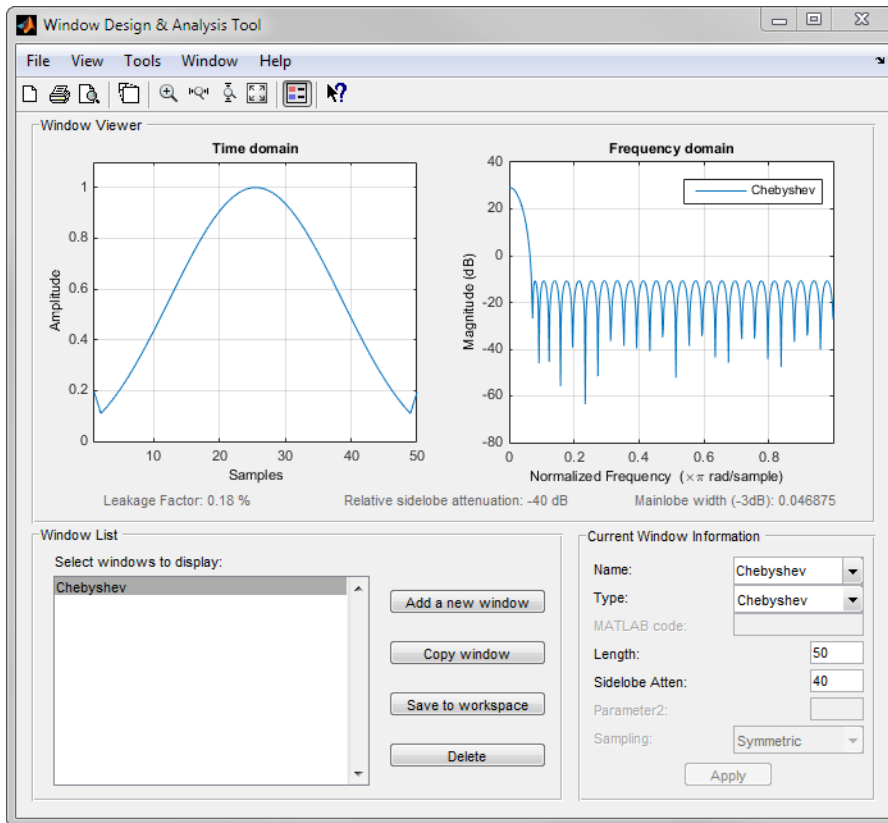 Window Design & Analysis Tool
File View Tools Window Help
Window Viewer
Time domain
Amplitude
1
0.8
0.6
0.4
0.2
0
10 20 30 40 50
Samples
Frequency domain
Chebyshev
Magnitude (dB)
40
20
0
-20
-40
-60
-80
0 0.2 0.4 0.6 0.8
Normalized Frequency (×π rad/sample)
Leakage Factor: 0.18 % Relative sidelobe attenuation: -40 dB Mainlobe width (-3dB): 0.046875
Window List
Select windows to display:
Chebyshev
Add a new window
Copy window
Save to workspace
Delete
Current Window Information
Name: Chebyshev
Type: Chebyshev
MATLAB code:
Length: 50
Sidelobe Atten: 40
Parameter2:
Sampling: Symmetric
Apply